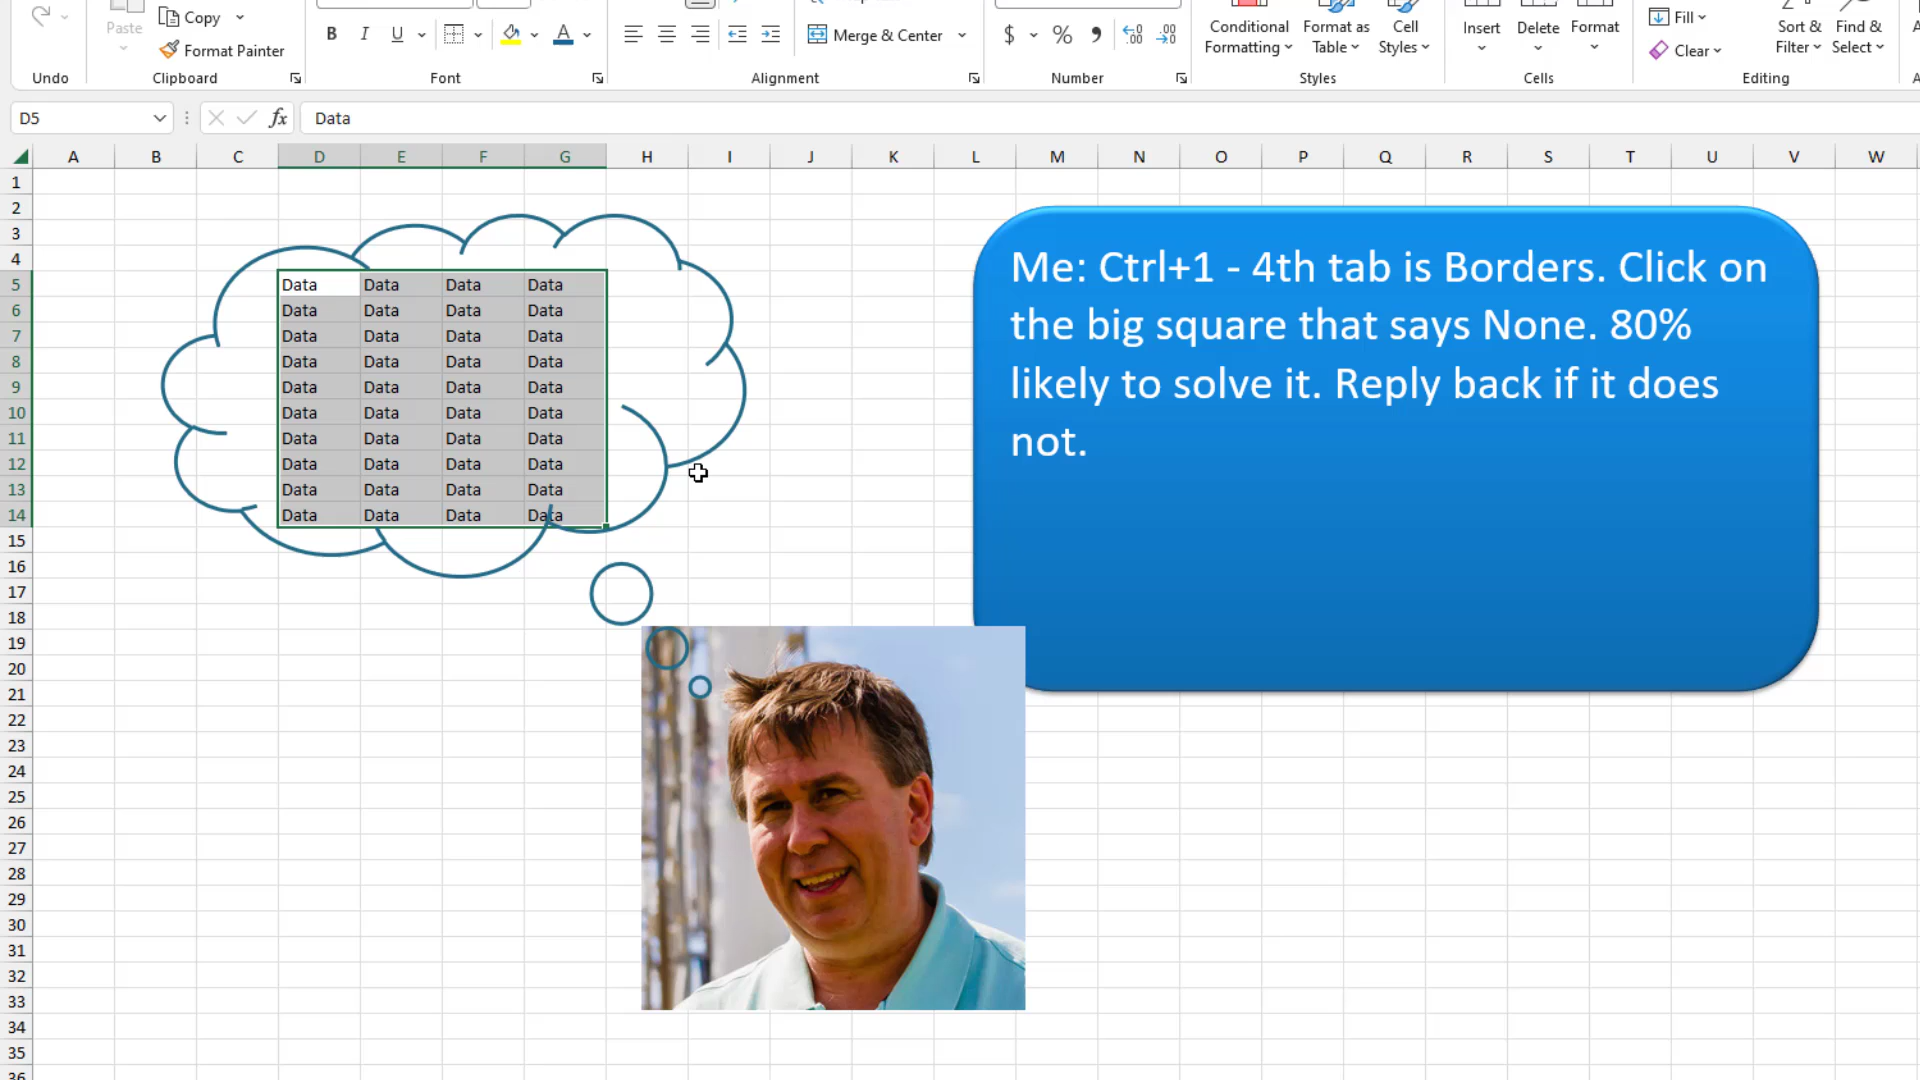 Copy
Paste
Format Painter
B I U A
Merge & Center
$ % 9 .00
Conditional Formatting
Format as Table
Cell Styles
Insert
Delete
Format
Fill
Clear
Sort & Filter
Find & Select
Undo
Clipboard
Font
Alignment
Number
Styles
Cells
Editing
D5
fx
Data
A B C D E F G H I J K L M N O P Q R S T U V W
1
2
3
4
5 Data Data Data Data
6 Data Data Data Data
7 Data Data Data Data
8 Data Data Data Data
9 Data Data Data Data
10 Data Data Data Data
11 Data Data Data Data
12 Data Data Data Data
13 Data Data Data Data
14 Data Data Data Data
15
16
17
18
19
20
21
22
23
24
25
26
27
28
29
30
31
32
33
34
35
36
Me: Ctrl+1 - 4th tab is Borders. Click on
the big square that says None. 80%
likely to solve it. Reply back if it does
not.